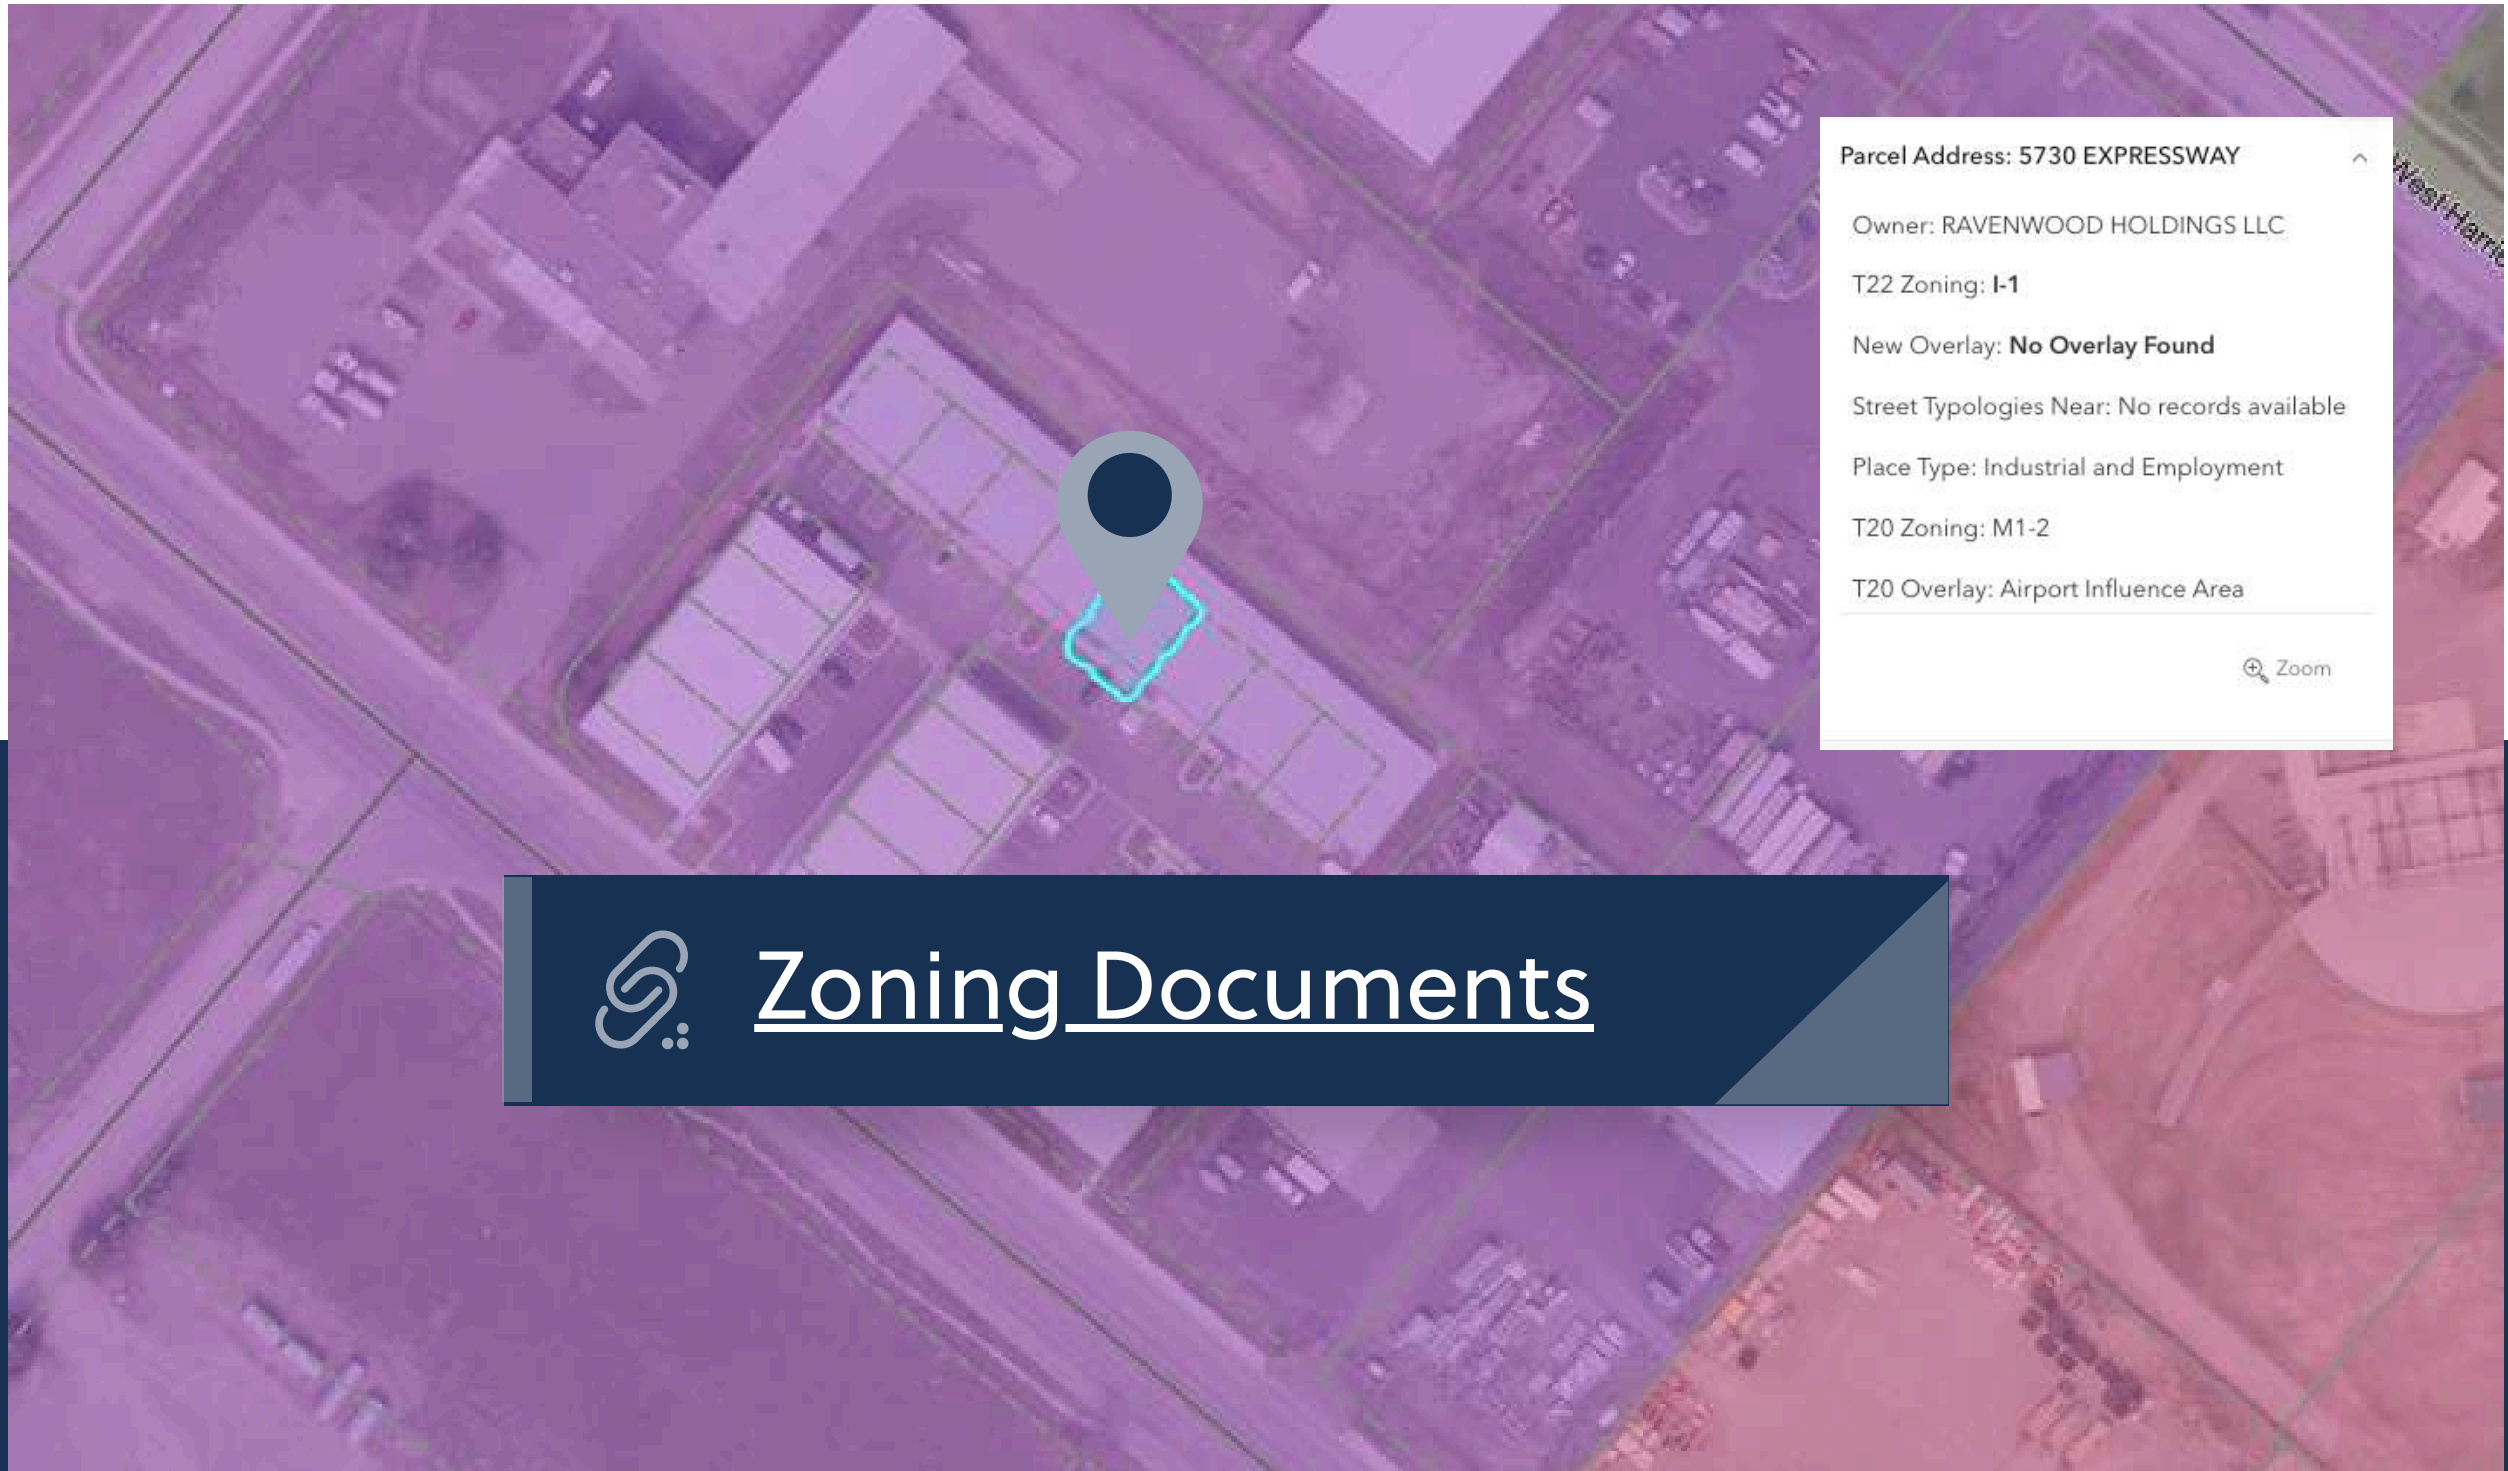 Parcel Address: 5730 EXPRESSWAY
Owner: RAVENWOOD HOLDINGS LLC
T22 Zoning: I-1
New Overlay: No Overlay Found
Street Typologies Near: No records available
Place Type: Industrial and Employment
T20 Zoning: M1-2
T20 Overlay: Airport Influence Area
Zoom
West
Zoning Documents